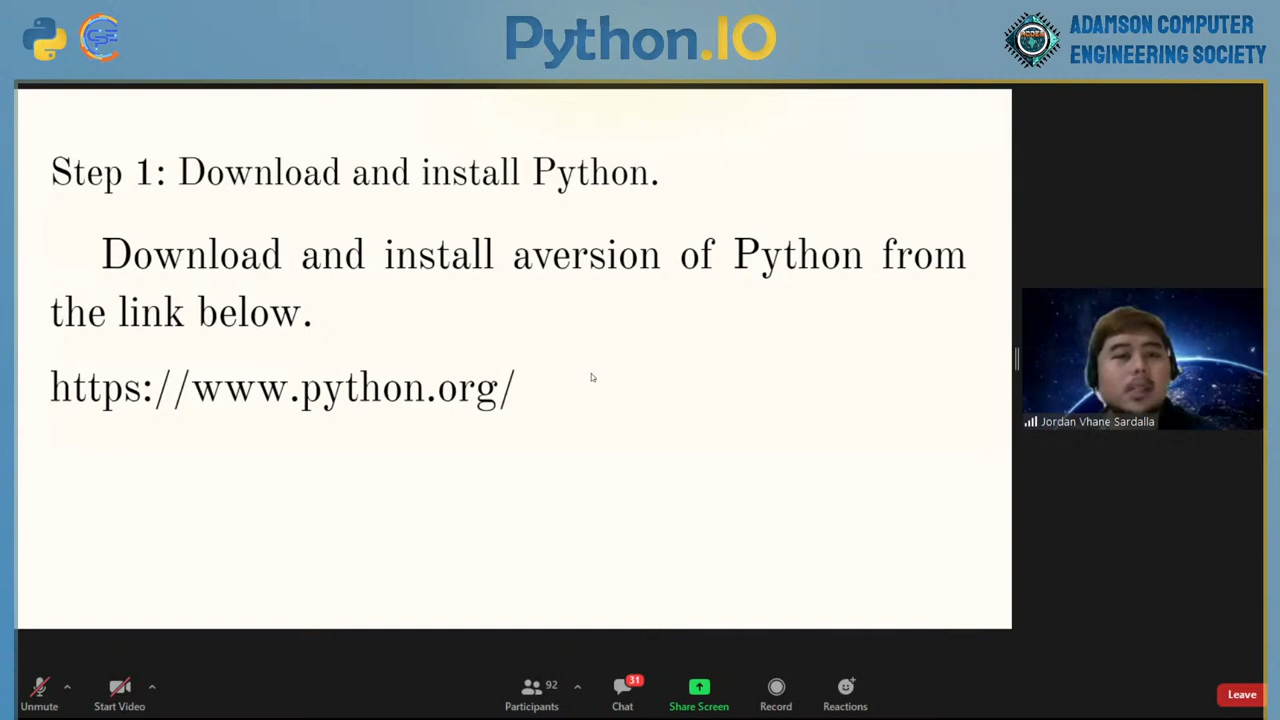 Python.IO
ADAMSON COMPUTER
ENGINEERING SOCIETY
Step 1: Download and install Python.
Download and install aversion of Python from
the link below.
https://www.python.org/
Jordan Vhane Sardalla
Unmute
Start Video
92
Participants
31
Chat
Share Screen
Record
Reactions
Leave